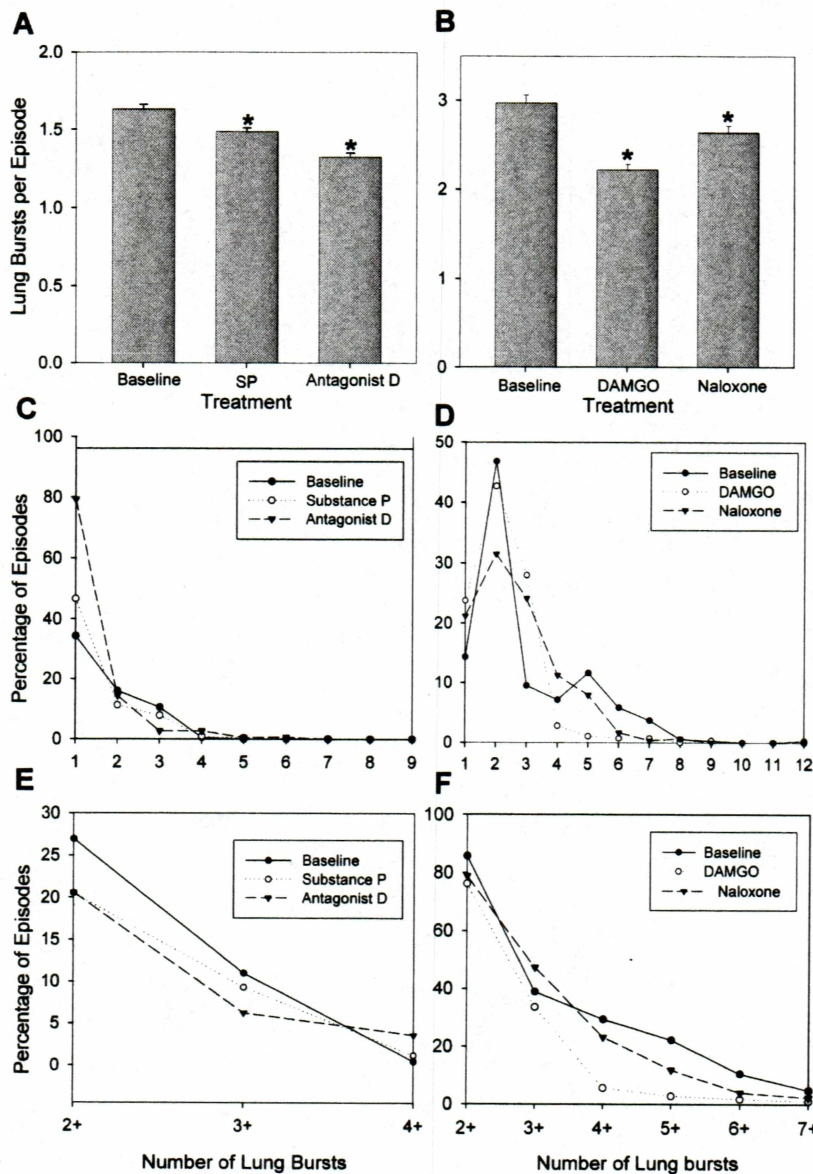 A
B
2.0
1.5
1.0
0.5
0.0
Lung Bursts per Episode
*
*
Baseline
SP
Antagonist D
Treatment
3
2
1
0
*
*
Baseline
DAMGO
Naloxone
Treatment
C
D
100
80
60
40
20
0
Percentage of Episodes
Baseline
Substance P
Antagonist D
1 2 3 4 5 6 7 8 9
50
40
30
20
10
0
Baseline
DAMGO
Naloxone
1 2 3 4 5 6 7 8 9 10 11 12
E
F
30
25
20
15
10
5
0
Percentage of Episodes
Baseline
Substance P
Antagonist D
2+ 3+ 4+
Number of Lung Bursts
100
80
60
40
20
0
Baseline
DAMGO
Naloxone
2+ 3+ 4+ 5+ 6+ 7+
Number of Lung bursts